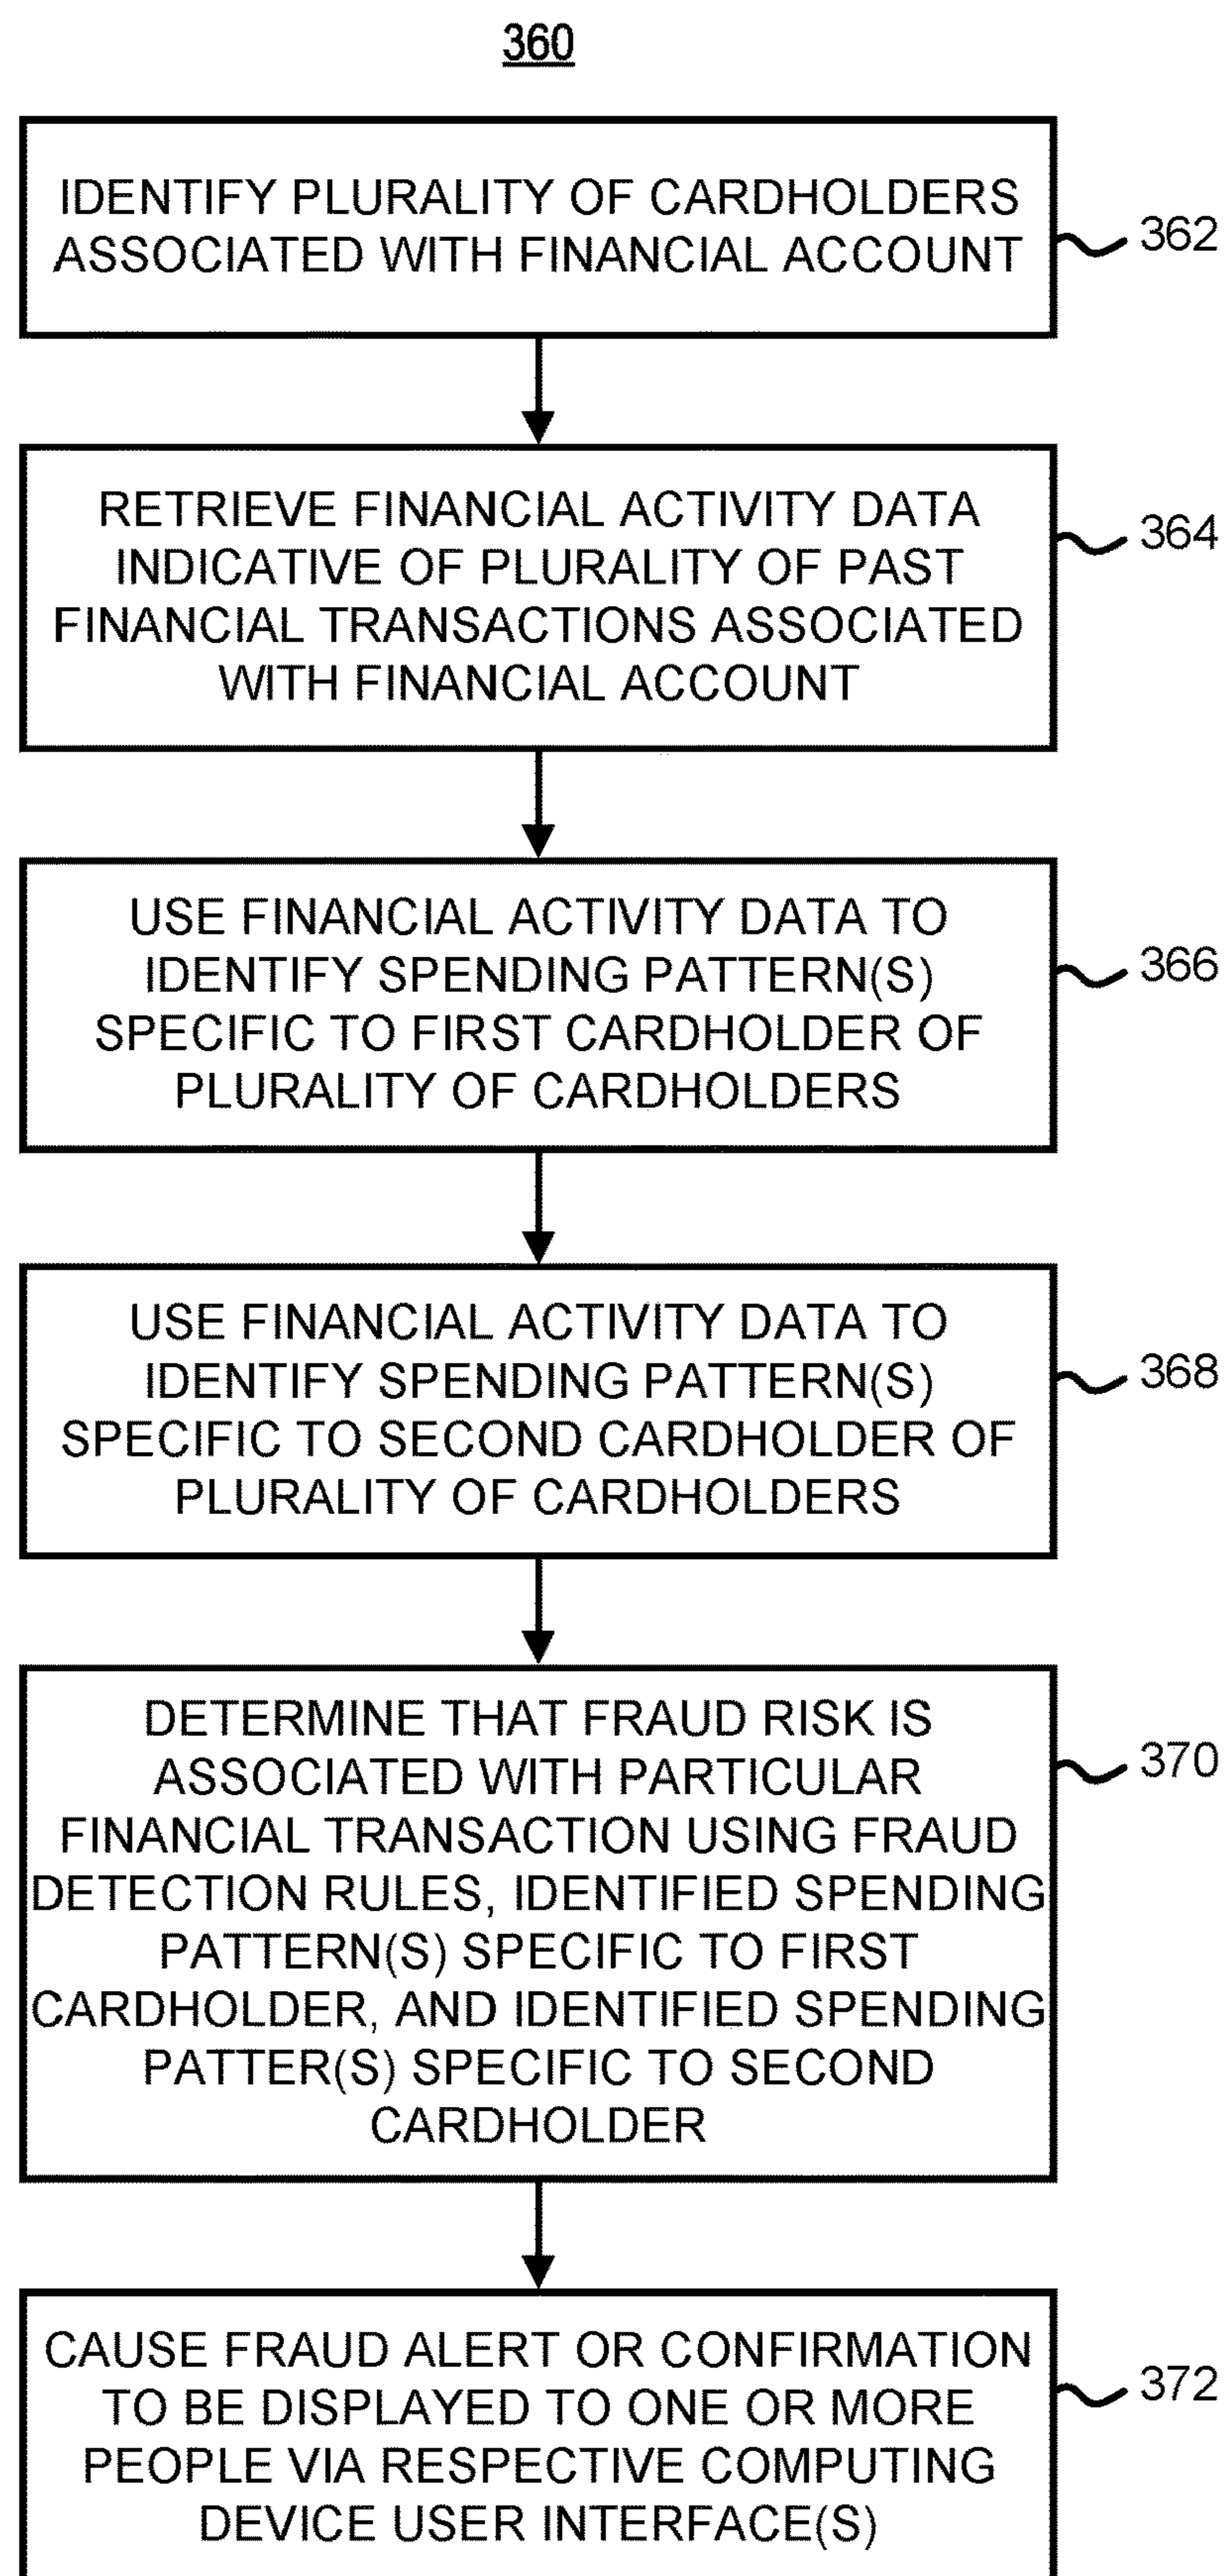 360
IDENTIFY PLURALITY OF CARDHOLDERS
ASSOCIATED WITH FINANCIAL ACCOUNT
362
RETRIEVE FINANCIAL ACTIVITY DATA
INDICATIVE OF PLURALITY OF PAST
FINANCIAL TRANSACTIONS ASSOCIATED
WITH FINANCIAL ACCOUNT
364
USE FINANCIAL ACTIVITY DATA TO
IDENTIFY SPENDING PATTERN(S)
SPECIFIC TO FIRST CARDHOLDER OF
PLURALITY OF CARDHOLDERS
366
USE FINANCIAL ACTIVITY DATA TO
IDENTIFY SPENDING PATTERN(S)
SPECIFIC TO SECOND CARDHOLDER OF
PLURALITY OF CARDHOLDERS
368
DETERMINE THAT FRAUD RISK IS
ASSOCIATED WITH PARTICULAR
FINANCIAL TRANSACTION USING FRAUD
DETECTION RULES, IDENTIFIED SPENDING
PATTERN(S) SPECIFIC TO FIRST
CARDHOLDER, AND IDENTIFIED SPENDING
PATTER(S) SPECIFIC TO SECOND
CARDHOLDER
370
CAUSE FRAUD ALERT OR CONFIRMATION
TO BE DISPLAYED TO ONE OR MORE
PEOPLE VIA RESPECTIVE COMPUTING
DEVICE USER INTERFACE(S)
372